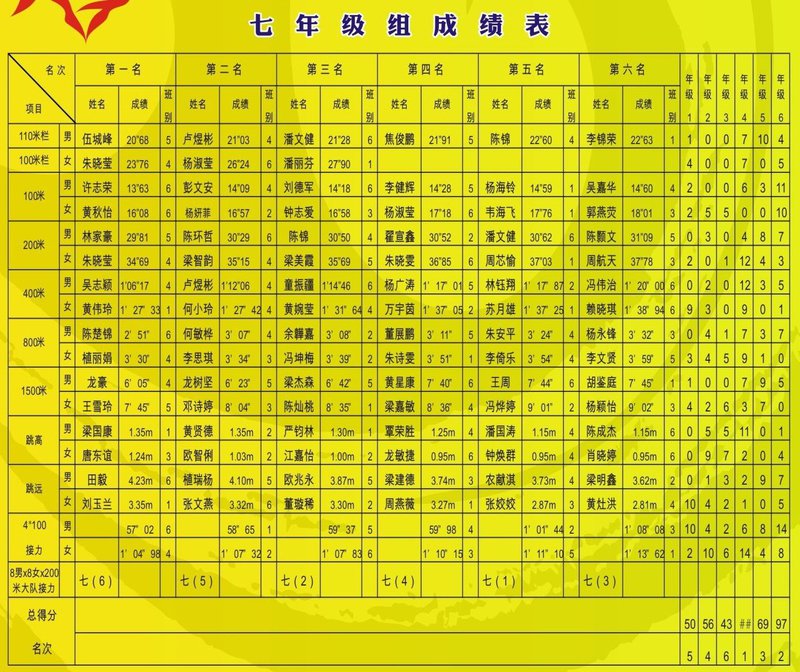 七年级组成绩表
名次 第一名 第二名 第三名 第四名 第五名 第六名 年级1 年级2 年级3 年级4 年级5 年级6
项目 姓名 成绩 班别 姓名 成绩 班别 姓名 成绩 班别 姓名 成绩 班别 姓名 成绩 班别 姓名 成绩 班别
110米栏 男 伍城峰 20"68 5 卢煜彬 21"03 4 潘文健 21"28 6 焦俊鹏 21"91 5 陈锦 22"60 4 李锦荣 22"63 1 1 0 0 7 10 4
100米栏 女 朱晓莹 23"76 4 杨淑莹 26"24 6 潘丽芬 27"90 1 4 0 0 7 0 5
100米 男 许志荣 13"63 6 彭文安 14"09 4 刘德军 14"18 6 李健辉 14"28 5 杨海铃 14"59 1 吴嘉华 14"60 4 2 0 0 6 3 11
女 黄秋怡 16"08 6 杨妍菲 16"57 2 钟志爱 16"58 3 杨淑莹 17"18 6 韦海飞 17"76 1 郭燕荧 18"01 3 2 5 5 0 0 10
200米 男 林家豪 29"81 5 陈环哲 30"29 6 陈锦 30"50 4 翟宣鑫 30"52 2 潘文健 30"62 6 陈颢文 31"09 5 0 3 0 4 8 7
女 朱晓莹 34"69 4 梁智韵 35"15 4 梁美霞 35"69 5 朱晓雯 36"85 6 周芯愉 37"03 1 周航天 37"78 3 2 0 1 12 4 3
400米 男 吴志颖 1'06"17 4 卢煜彬 1'12"06 4 童振疆 1'14"46 6 杨广涛 1'17"01 5 林钰翔 1'17"87 2 冯伟治 1'20"00 6 0 2 0 12 3 5
女 黄伟玲 1'27"33 1 何小玲 1'27"42 4 黄婉莹 1'31"64 4 万宇茵 1'37"05 2 苏月雄 1'37"25 1 赖晓琪 1'38"94 6 9 3 0 9 0 1
800米 男 陈楚锦 2'51"6 6 何敏桦 3'07"4 余韡嘉 3'08"2 董展鹏 3'11"5 朱安平 3'24"4 杨永锋 3'32"3 0 4 1 7 3 7
女 植丽娟 3'30"4 李思琪 3'34"3 冯坤梅 3'39"2 朱诗雯 3'51"1 李倚乐 3'54"4 李文贤 3'59"3 3 4 5 9 1 0
1500米 男 龙豪 6'05"4 龙树坚 6'23"5 梁杰森 6'42"5 黄星康 7'40"6 王周 7'44"6 胡鉴庭 7'45"1 1 0 0 7 9 5
女 王雪玲 7'45"5 邓诗婷 8'04"3 陈灿桃 8'35"1 梁嘉敏 8'36"4 冯烨婷 9'01"2 杨颖怡 9'02"3 4 2 6 3 7 0
跳高 男 梁国康 1.35m 1 黄贤德 1.35m 2 严钧林 1.30m 1 覃荣胜 1.25m 4 潘国涛 1.15m 4 陈成杰 1.15m 6 0 5 5 11 0 1
女 唐东谊 1.24m 3 欧智俐 1.03m 2 江嘉怡 1.00m 2 龙敏捷 0.95m 6 钟焕群 0.95m 4 肖晓婷 0.95m 6 0 9 7 2 0 4
跳远 男 田毅 4.23m 6 植瑞杨 4.10m 5 欧兆永 3.87m 5 梁建德 3.74m 3 农献淇 3.73m 4 梁明鑫 3.62m 2 0 1 3 2 9 7
女 刘玉兰 3.35m 1 张文燕 3.32m 6 董璇稀 3.30m 4 周燕薇 3.27m 1 张姣姣 2.87m 3 黄灶洪 2.81m 4 10 4 2 1 0 5
4*100接力 男 57"02 6 58"65 1 59"37 5 59"98 4 1'01"44 2 1'08"08 3 10 4 2 6 8 14
女 1'04"98 4 1'07"32 2 1'07"83 6 1'10"15 3 1'11"10 5 1'13"62 1 2 10 6 14 4 8
8男x8女x200米大队接力 七(6) 七(5) 七(2) 七(4) 七(1) 七(3)
总得分 50 56 43 ## 69 97
名次 5 4 6 1 3 2